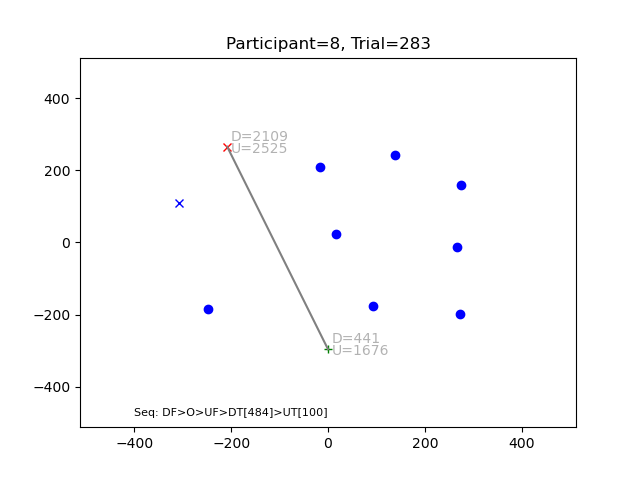 Participant=8, Trial=283
400
200
0
−200
−400
D=2109
U=2525
D=441
U=1676
Seq: DF>O>UF>DT[484]>UT[100]
−400 −200 0 200 400